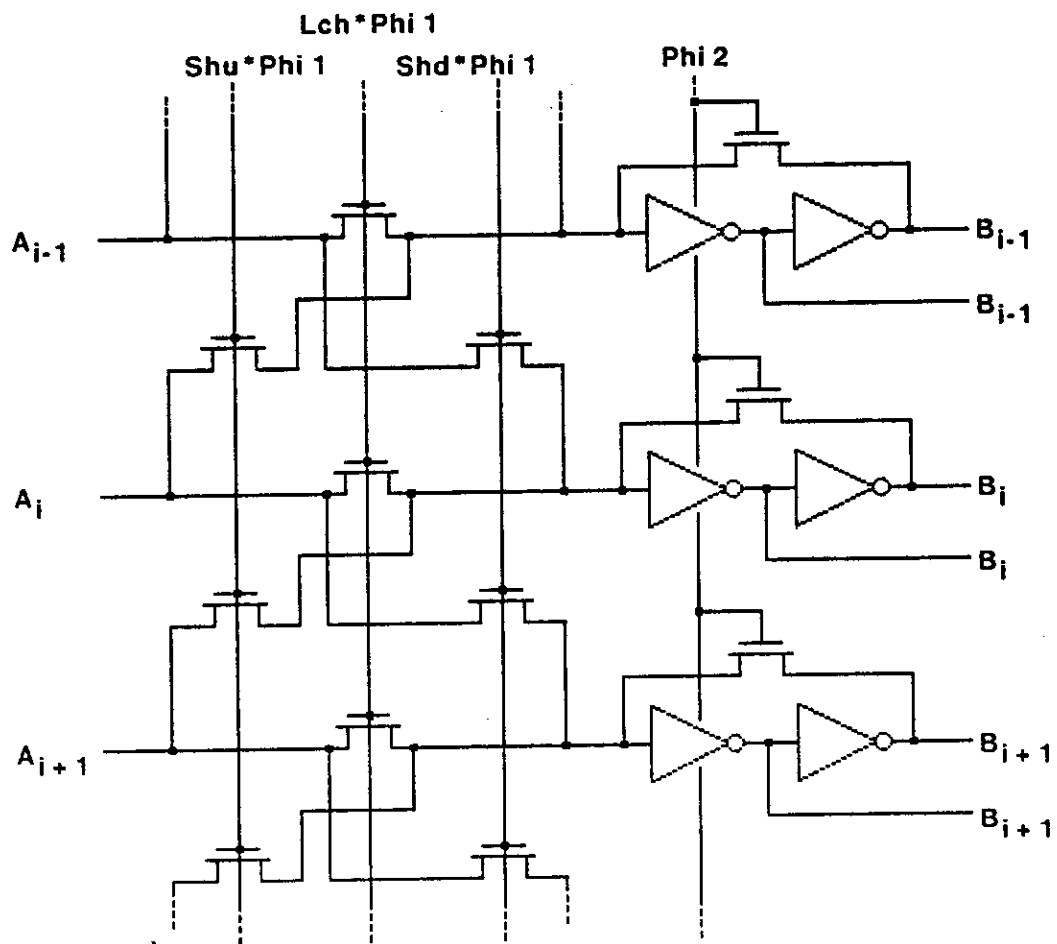 Lch*Phi 1
Shu*Phi 1 Shd*Phi 1 Phi 2
A i-1 B i-1
B i-1
A i B i
B i
A i + 1 B i + 1
B i + 1